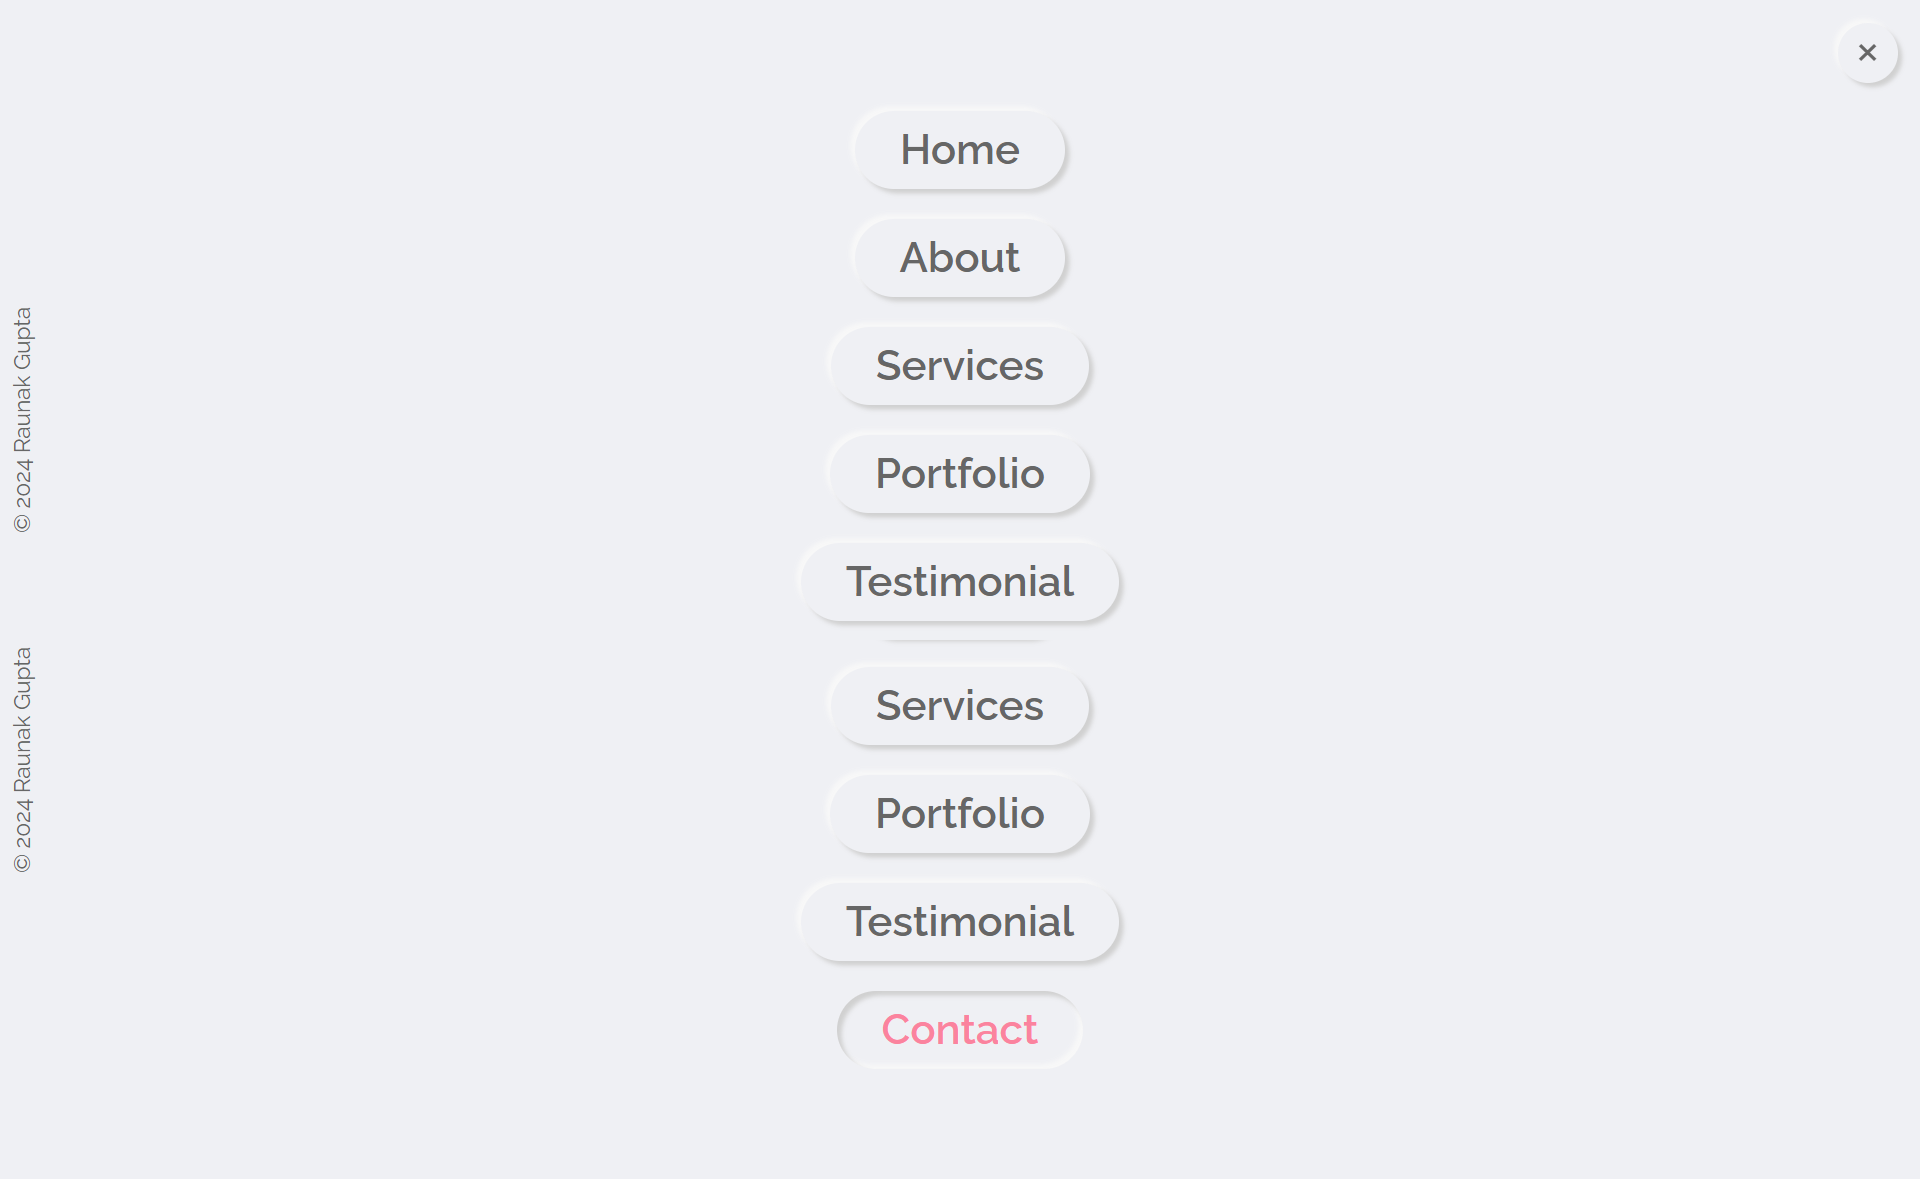 Home
About
Services
Portfolio
Testimonial
Services
Portfolio
Testimonial
Contact
© 2024 Raunak Gupta
© 2024 Raunak Gupta